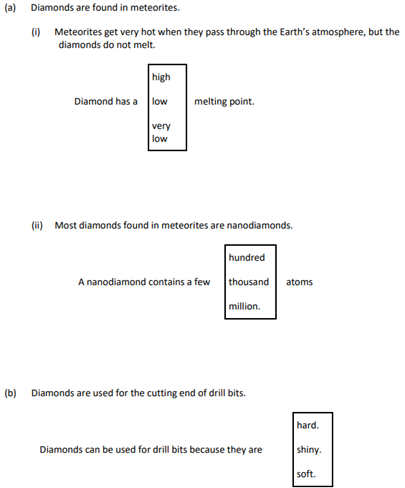 (a) Diamonds are found in meteorites.
(i) Meteorites get very hot when they pass through the Earth's atmosphere, but the
diamonds do not melt.
high
Diamond has a low melting point.
very
low
(ii) Most diamonds found in meteorites are nanodiamonds.
hundred
A nanodiamond contains a few thousand atoms
million.
(b) Diamonds are used for the cutting end of drill bits.
hard.
Diamonds can be used for drill bits because they are shiny.
soft.